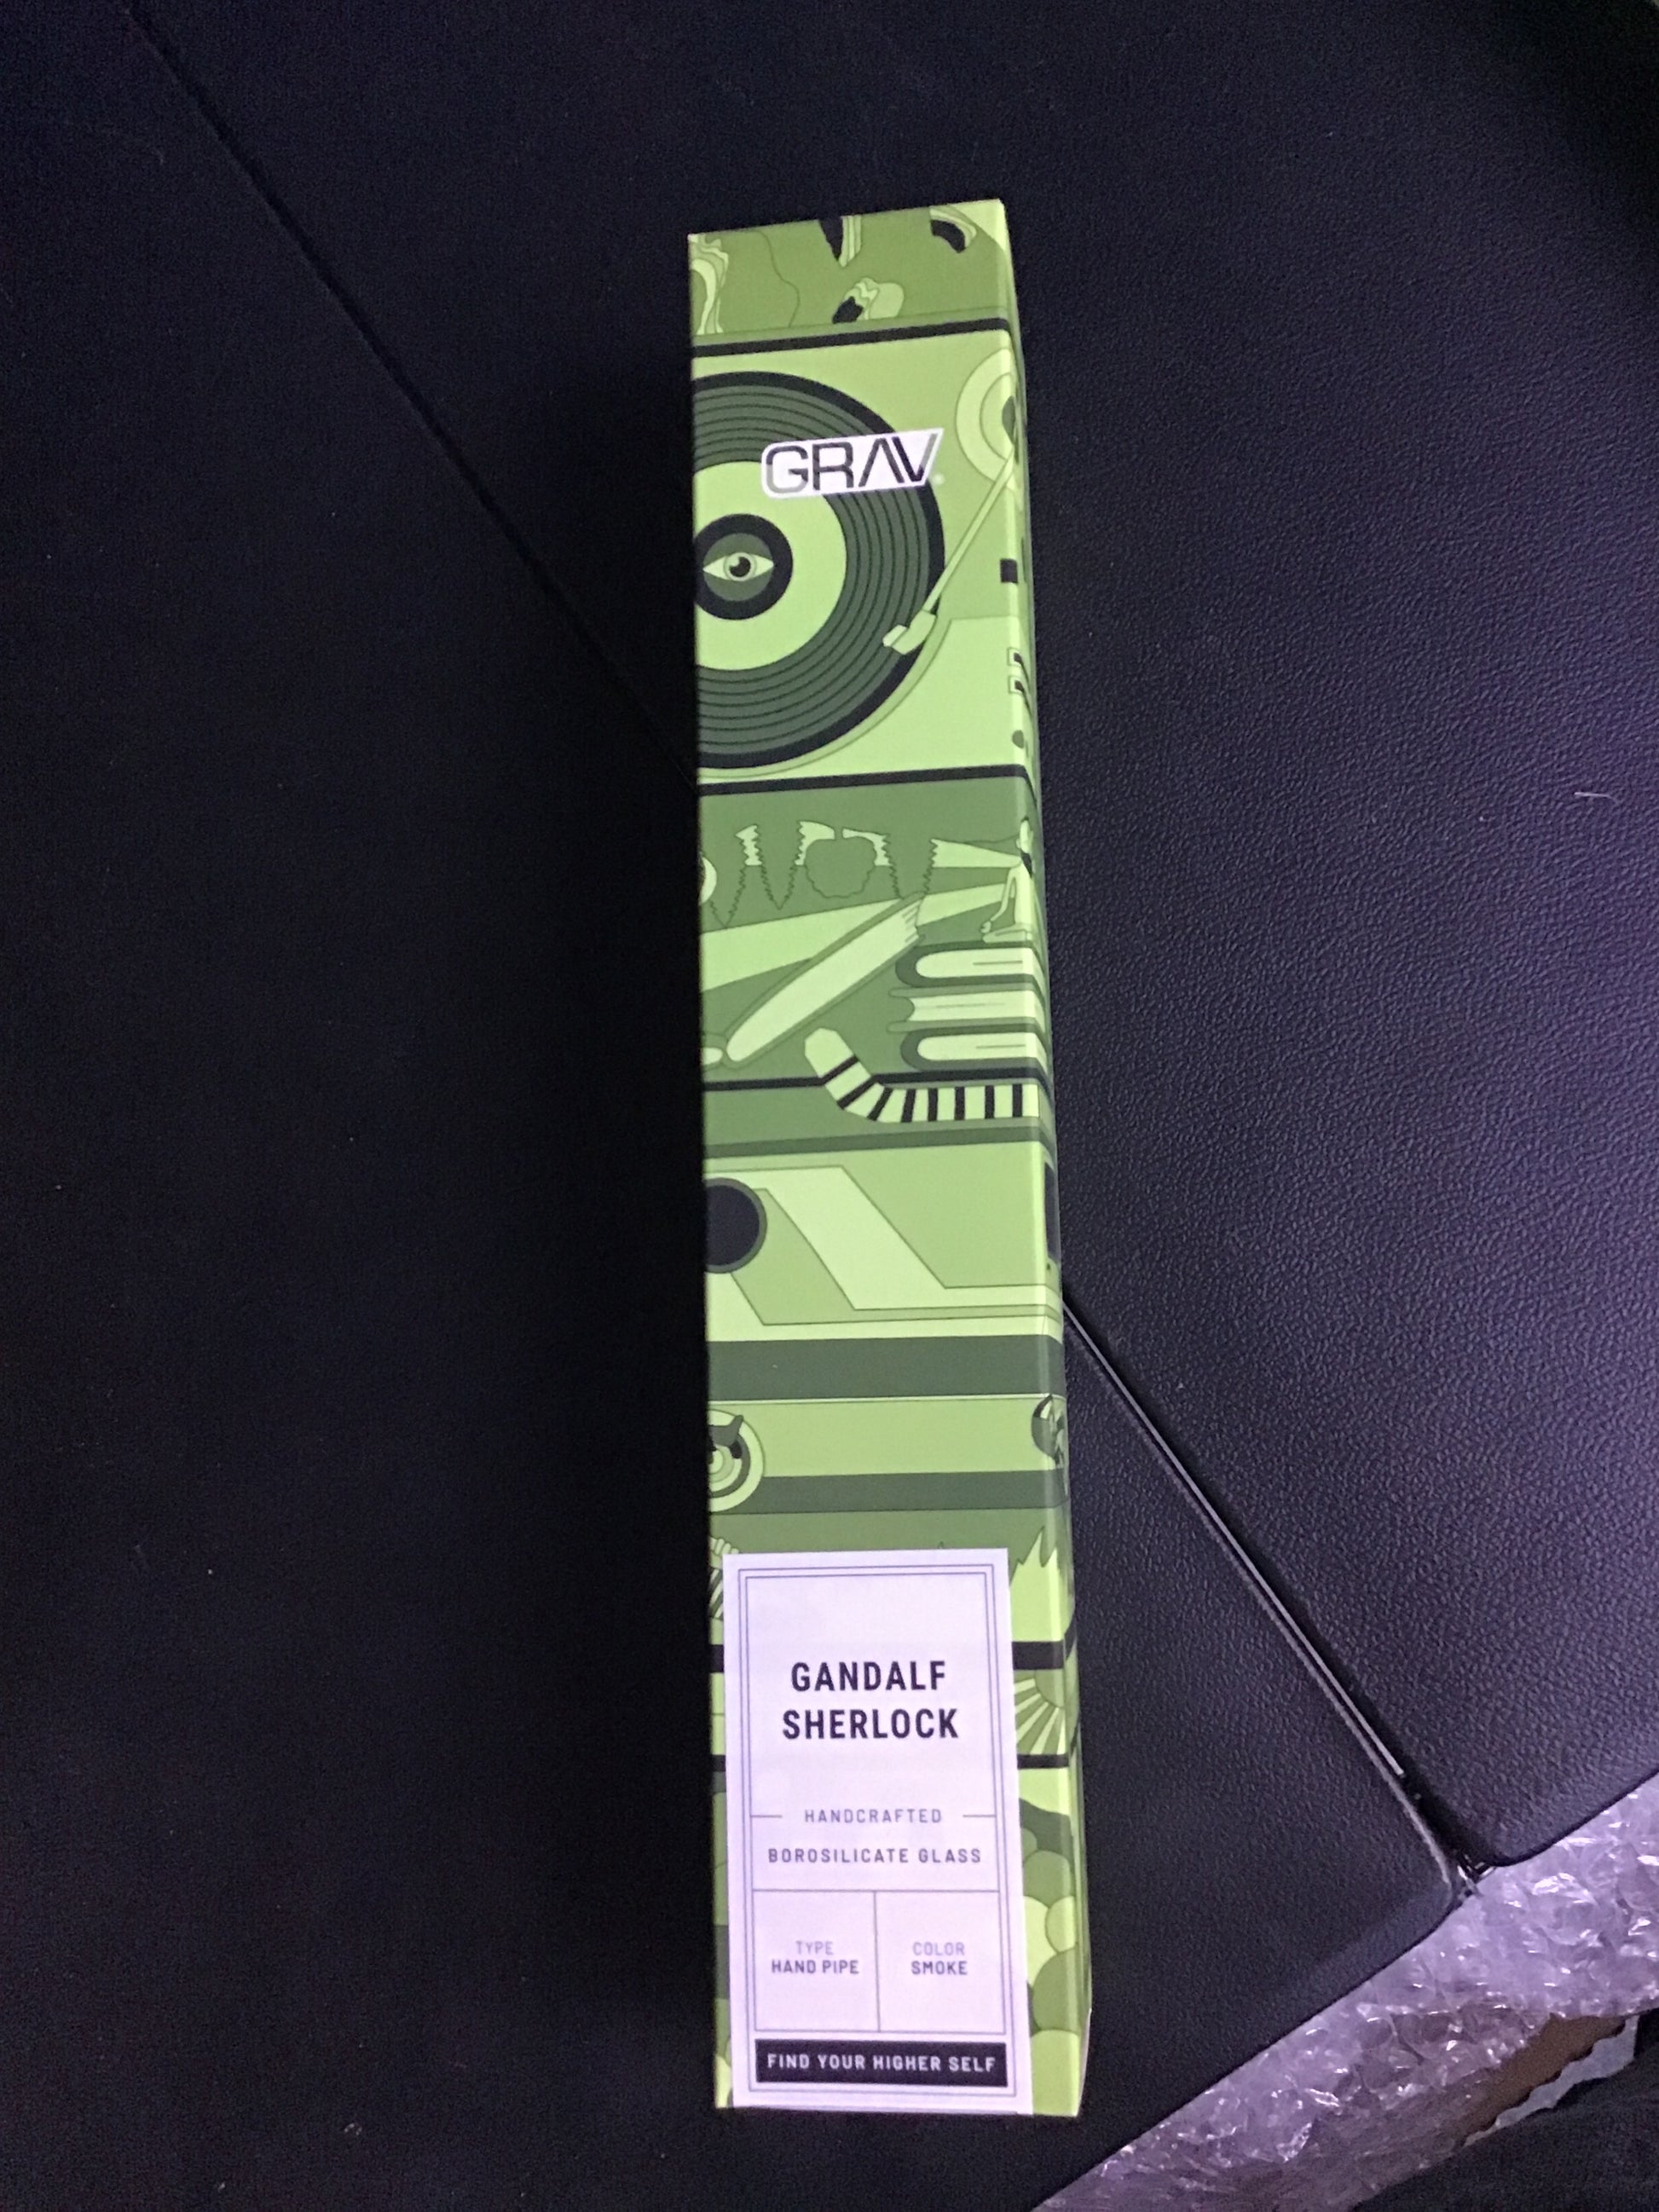 GRAV
GANDALF
SHERLOCK
HANDCRAFTED
BOROSILICATE GLASS
TYPE
HAND PIPE
COLOR
SMOKE
FIND YOUR HIGHER SELF